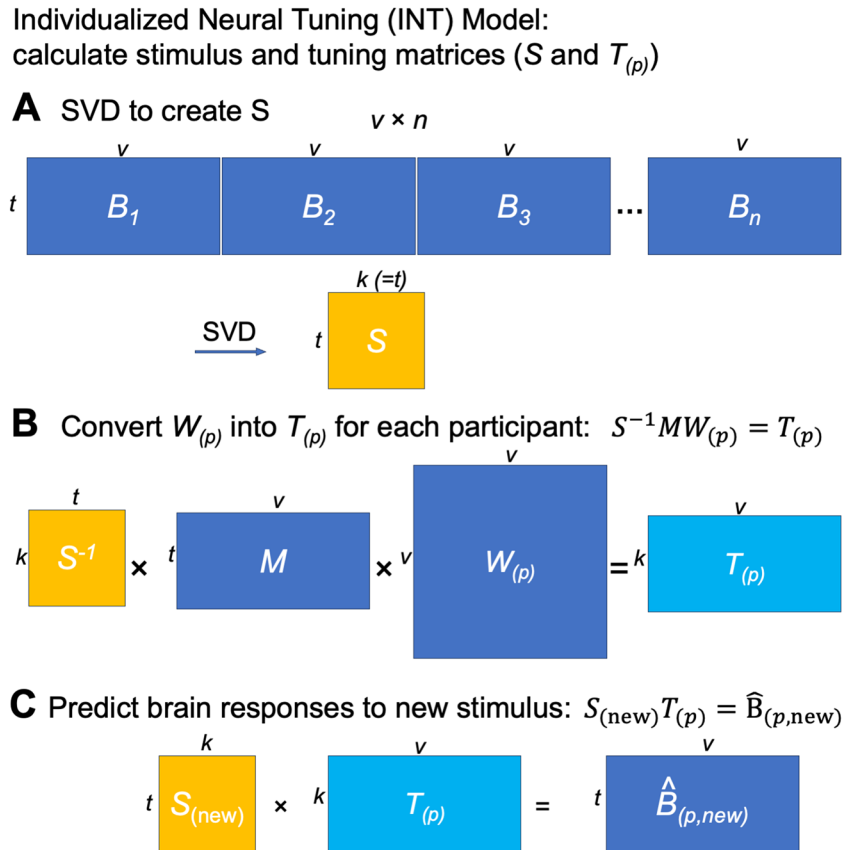 Individualized Neural Tuning (INT) Model:
calculate stimulus and tuning matrices (S and T(p))
A SVD to create S
v × n
v v v v
t B1 B2 B3 ... Bn
k (=t)
SVD t S
B Convert W(p) into T(p) for each participant: S⁻¹MW(p) = T(p)
t v v v
k S⁻¹ × t M × v W(p) = k T(p)
C Predict brain responses to new stimulus: S(new)T(p) = B̂(p,new)
k v v
t S(new) × k T(p) = t B̂(p,new)